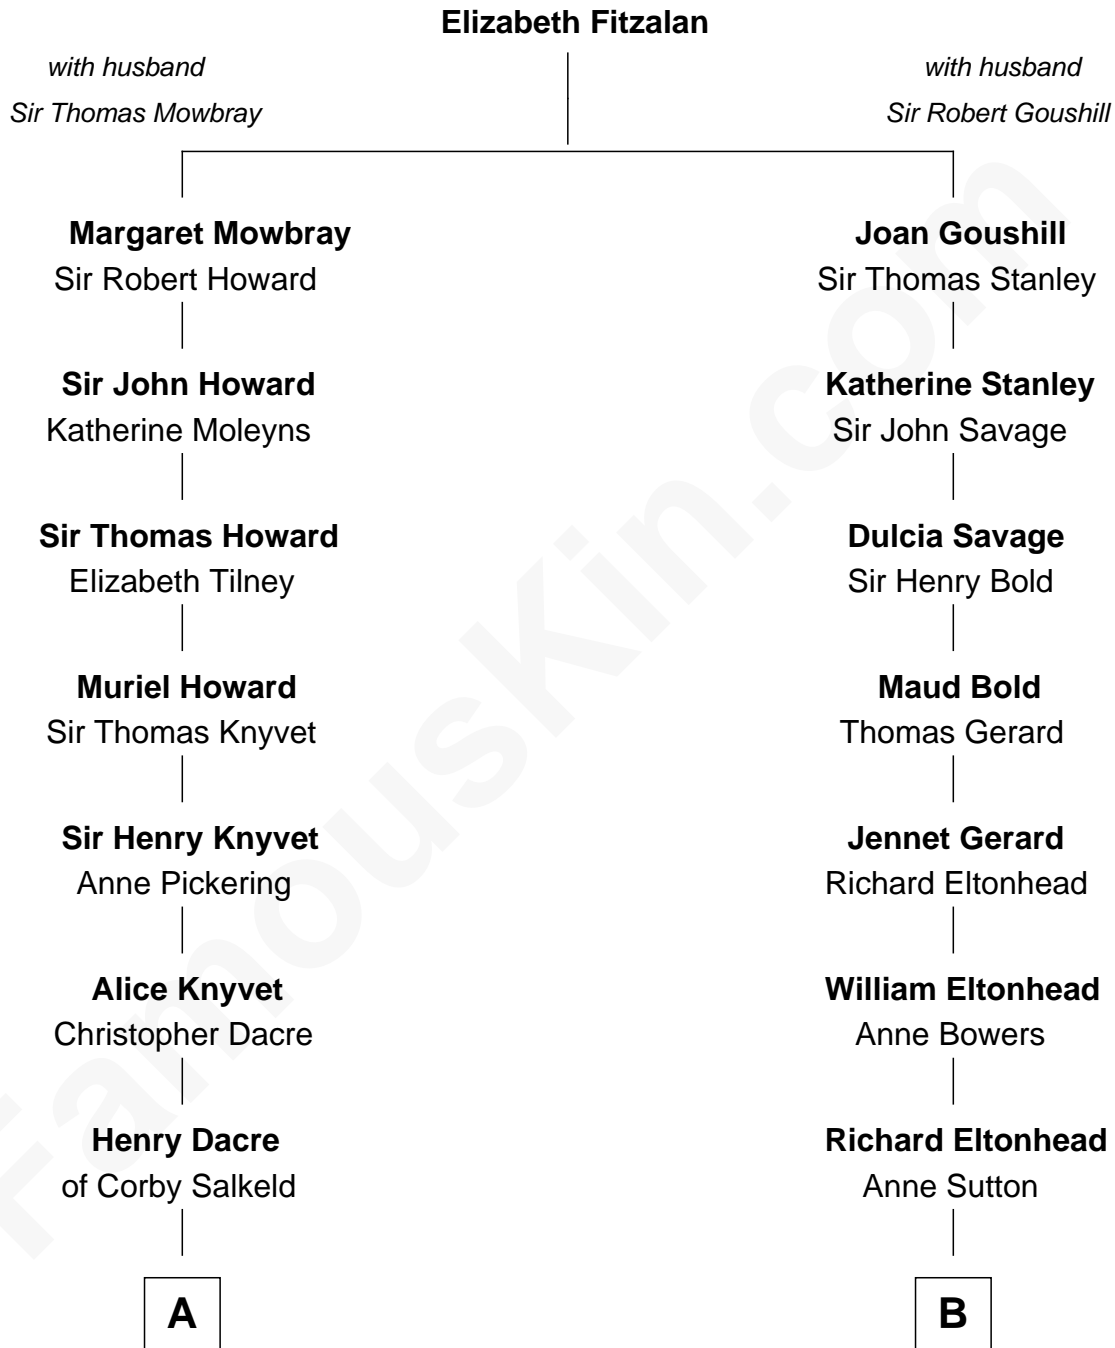 Elizabeth Fitzalan
with husband
Sir Thomas Mowbray
with husband
Sir Robert Goushill
Margaret Mowbray
Sir Robert Howard
Joan Goushill
Sir Thomas Stanley
Sir John Howard
Katherine Moleyns
Katherine Stanley
Sir John Savage
Sir Thomas Howard
Elizabeth Tilney
Dulcia Savage
Sir Henry Bold
Muriel Howard
Sir Thomas Knyvet
Maud Bold
Thomas Gerard
Sir Henry Knyvet
Anne Pickering
Jennet Gerard
Richard Eltonhead
Alice Knyvet
Christopher Dacre
William Eltonhead
Anne Bowers
Henry Dacre
of Corby Salkeld
Richard Eltonhead
Anne Sutton
A
B
FamousKin.com